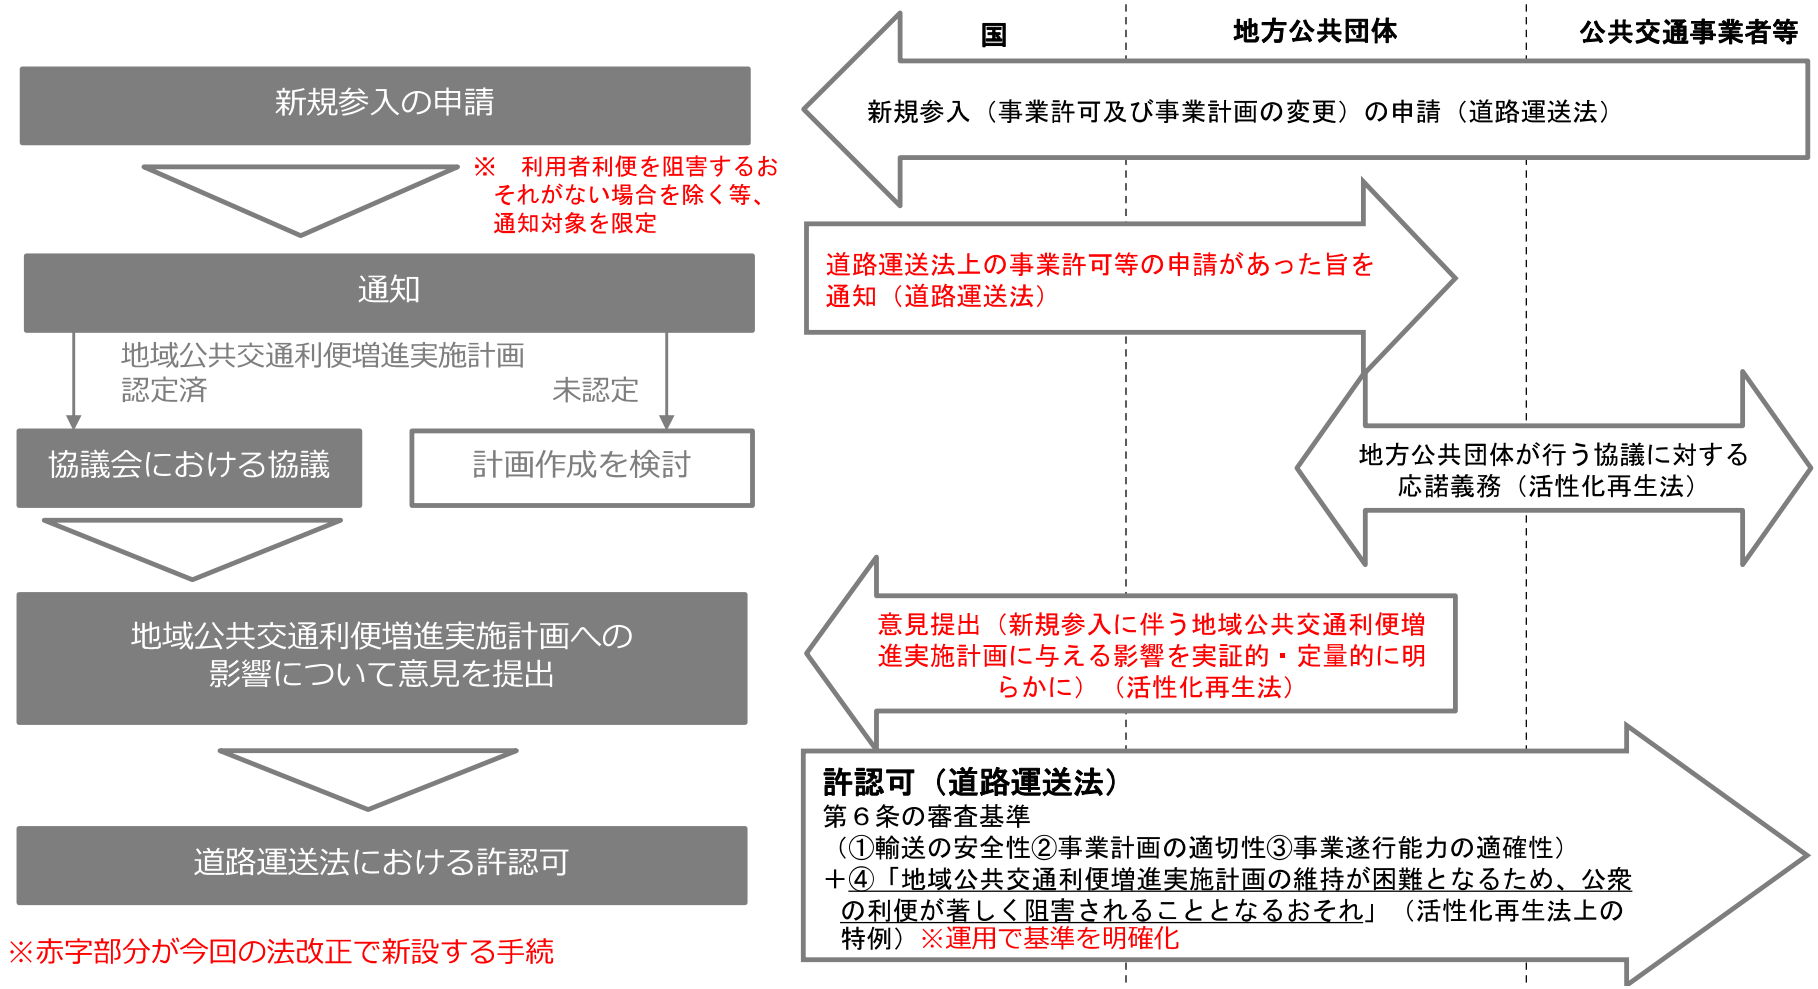 国
地方公共団体
公共交通事業者等
新規参入の申請
新規参入（事業許可及び事業計画の変更）の申請（道路運送法）
※　利用者利便を阻害するお
それがない場合を除く等、
通知対象を限定
通知
道路運送法上の事業許可等の申請があった旨を
通知（道路運送法）
地域公共交通利便増進実施計画
認定済
未認定
協議会における協議
計画作成を検討
地方公共団体が行う協議に対する
応諾義務（活性化再生法）
地域公共交通利便増進実施計画への
影響について意見を提出
意見提出（新規参入に伴う地域公共交通利便増
進実施計画に与える影響を実証的・定量的に明
らかに）（活性化再生法）
道路運送法における許認可
許認可（道路運送法）
第６条の審査基準
（①輸送の安全性②事業計画の適切性③事業遂行能力の適確性）
＋④「地域公共交通利便増進実施計画の維持が困難となるため、公衆
の利便が著しく阻害されることとなるおそれ」（活性化再生法上の
特例）※運用で基準を明確化
※赤字部分が今回の法改正で新設する手続